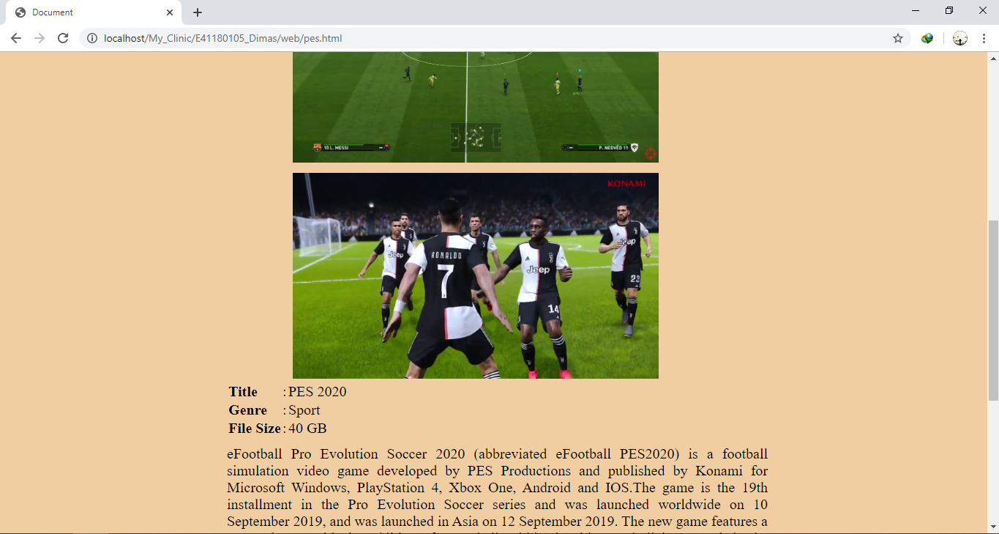 Document
localhost/My_Clinic/E41180105_Dimas/web/pes.html
10 L. MESSI
P. NEDVĚD 11
KONAMI
RONALDO
7
Jeep
Jeep
Jeep
23
14
Title : PES 2020
Genre : Sport
File Size : 40 GB
eFootball Pro Evolution Soccer 2020 (abbreviated eFootball PES2020) is a football
simulation video game developed by PES Productions and published by Konami for
Microsoft Windows, PlayStation 4, Xbox One, Android and IOS.The game is the 19th
installment in the Pro Evolution Soccer series and was launched worldwide on 10
September 2019, and was launched in Asia on 12 September 2019. The new game features a